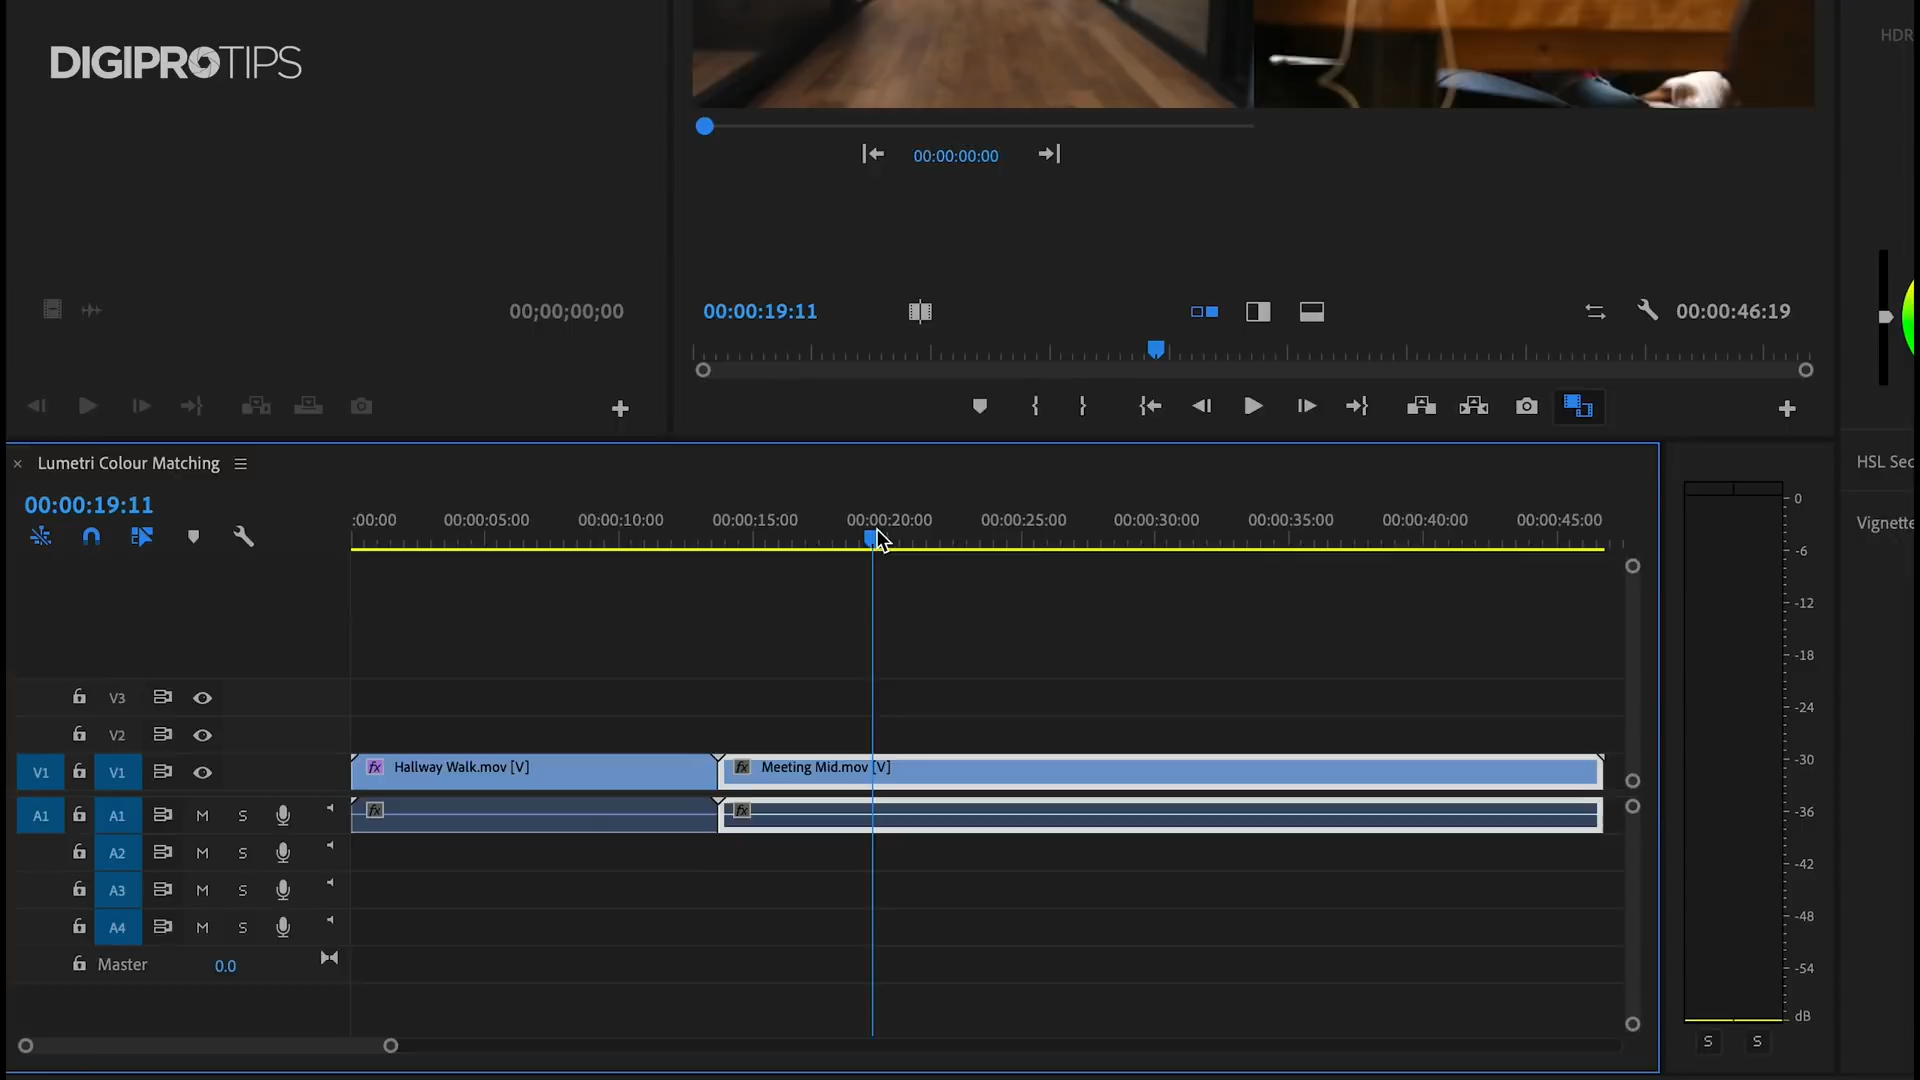 HDR
DIGIPROTIPS
00:00:00:00
00;00;00;00
00:00:19:11
00:00:46:19
Lumetri Colour Matching
HSL Sec
00:00:19:11
:00:00 00:00:05:00 00:00:10:00 00:00:15:00 00:00:20:00 00:00:25:00 00:00:30:00 00:00:35:00 00:00:40:00 00:00:45:00
Vignette
V3
V2
V1 V1 fx Hallway Walk.mov [V] fx Meeting Mid.mov [V]
A1 A1 M S fx fx
A2 M S
A3 M S
A4 M S
Master 0.0
0
-6
-12
-18
-24
-30
-36
-42
-48
-54
dB
S S